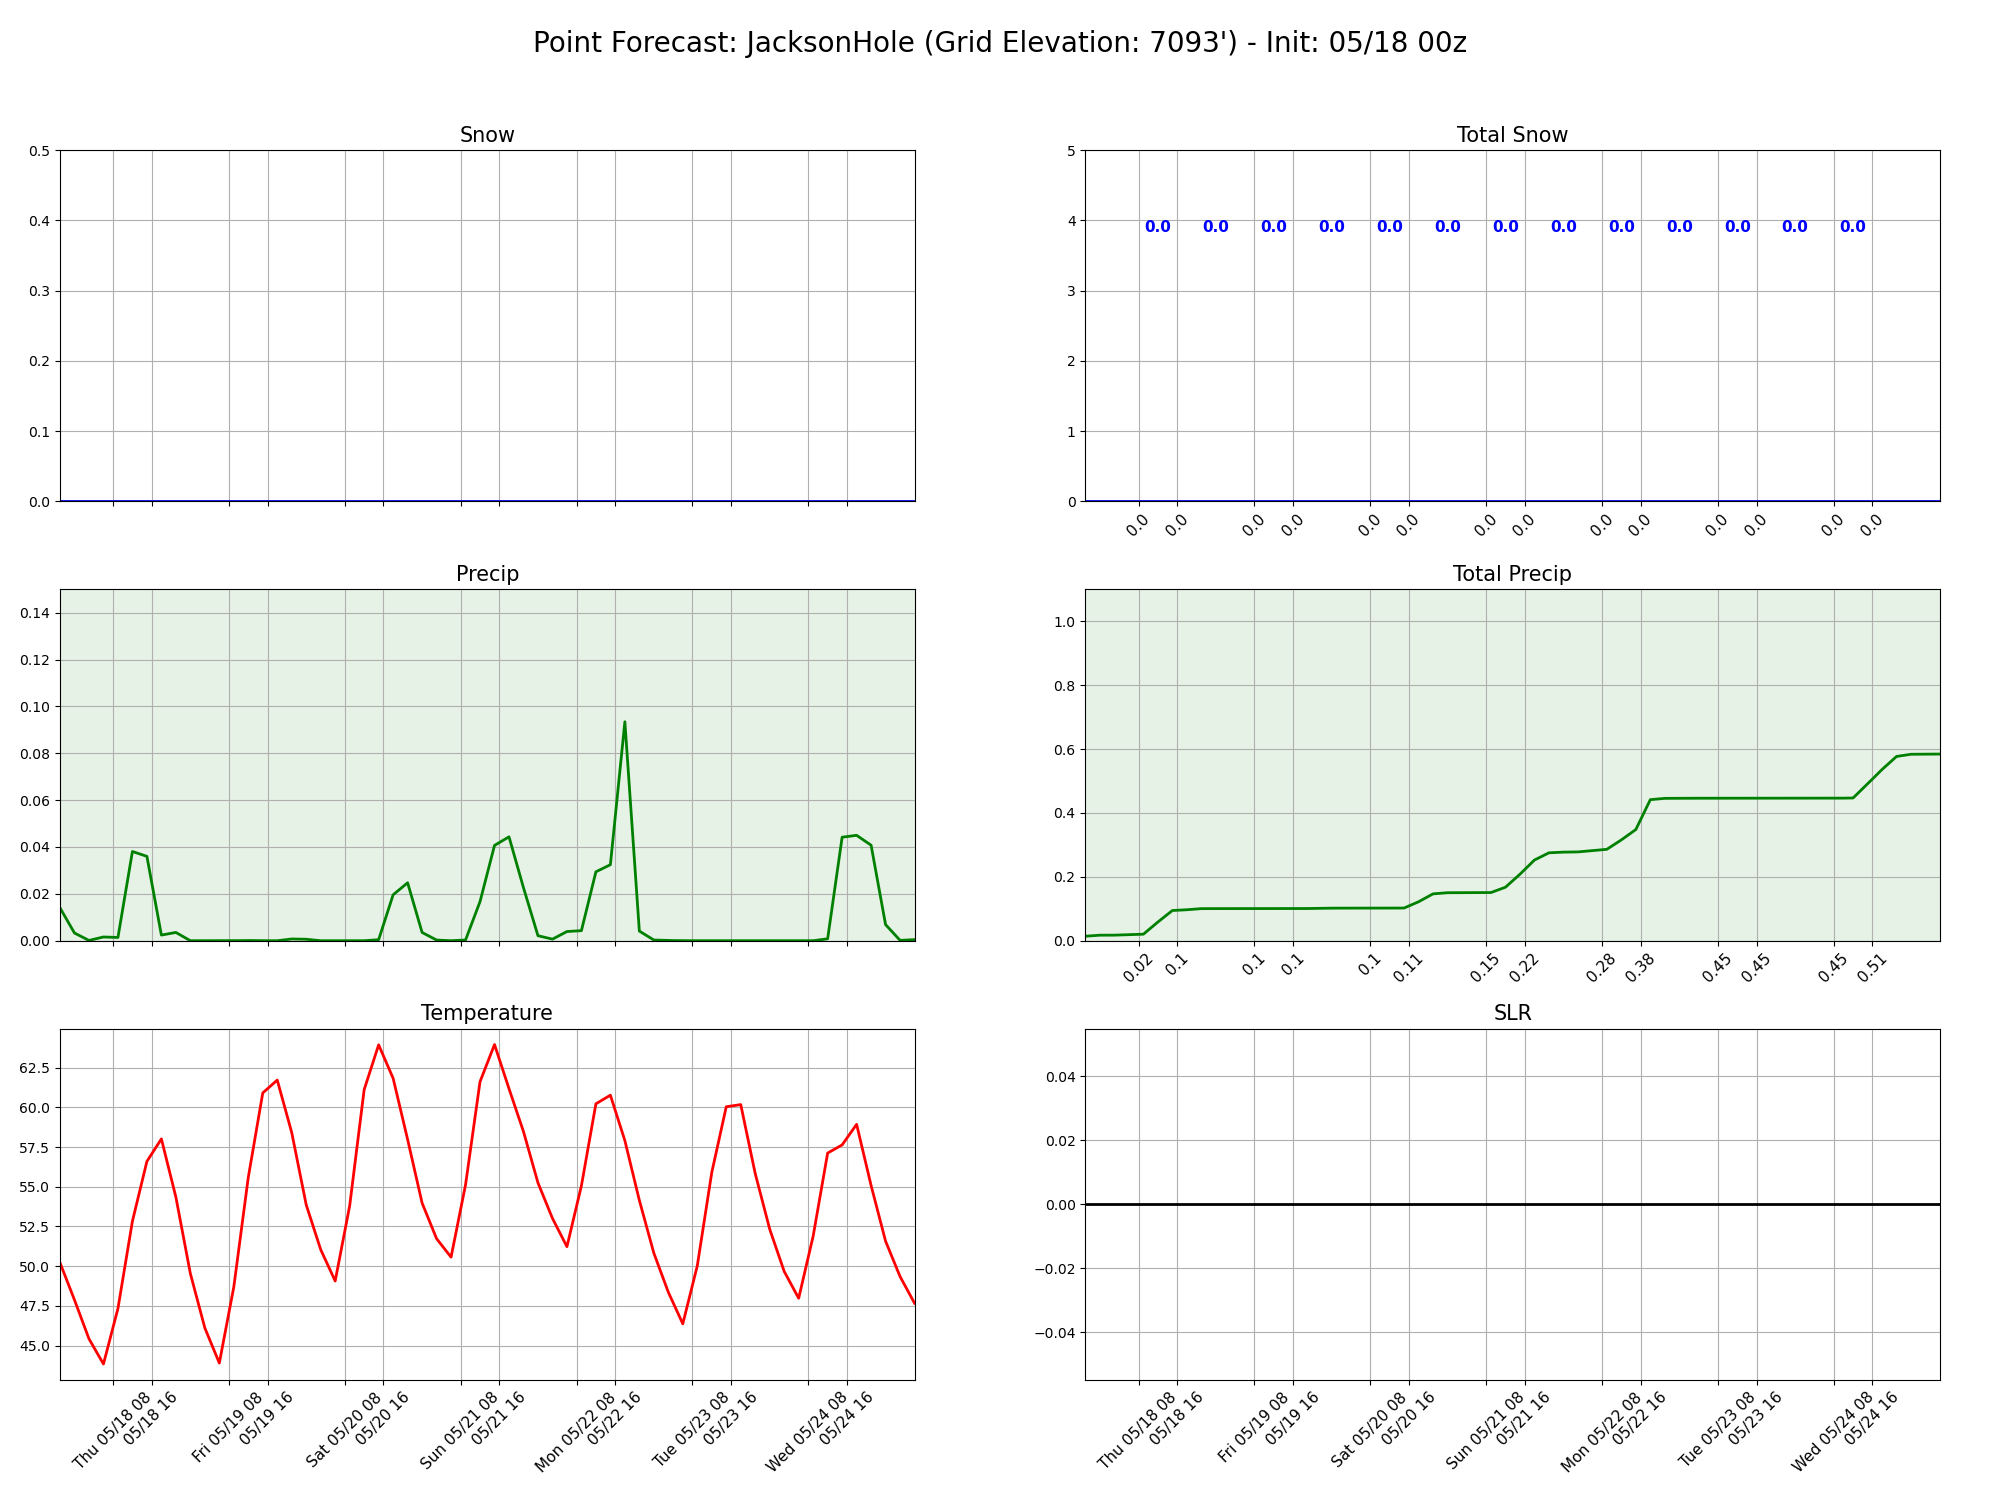 Point Forecast: JacksonHole (Grid Elevation: 7093') - Init: 05/18 00z
Snow
0.5
0.4
0.3
0.2
0.1
0.0
Total Snow
5
4
3
2
1
0
0.0 0.0 0.0 0.0 0.0 0.0 0.0 0.0 0.0 0.0 0.0 0.0 0.0
0.0 0.0 0.0 0.0 0.0 0.0 0.0 0.0 0.0 0.0 0.0 0.0 0.0 0.0
Precip
0.14
0.12
0.10
0.08
0.06
0.04
0.02
0.00
Total Precip
1.0
0.8
0.6
0.4
0.2
0.0
0.02 0.1 0.1 0.1 0.1 0.11 0.15 0.22 0.28 0.38 0.45 0.45 0.45 0.51
Temperature
62.5
60.0
57.5
55.0
52.5
50.0
47.5
45.0
Thu 05/18 08
05/18 16
Fri 05/19 08
05/19 16
Sat 05/20 08
05/20 16
Sun 05/21 08
05/21 16
Mon 05/22 08
05/22 16
Tue 05/23 08
05/23 16
Wed 05/24 08
05/24 16
SLR
0.04
0.02
0.00
−0.02
−0.04
Thu 05/18 08
05/18 16
Fri 05/19 08
05/19 16
Sat 05/20 08
05/20 16
Sun 05/21 08
05/21 16
Mon 05/22 08
05/22 16
Tue 05/23 08
05/23 16
Wed 05/24 08
05/24 16